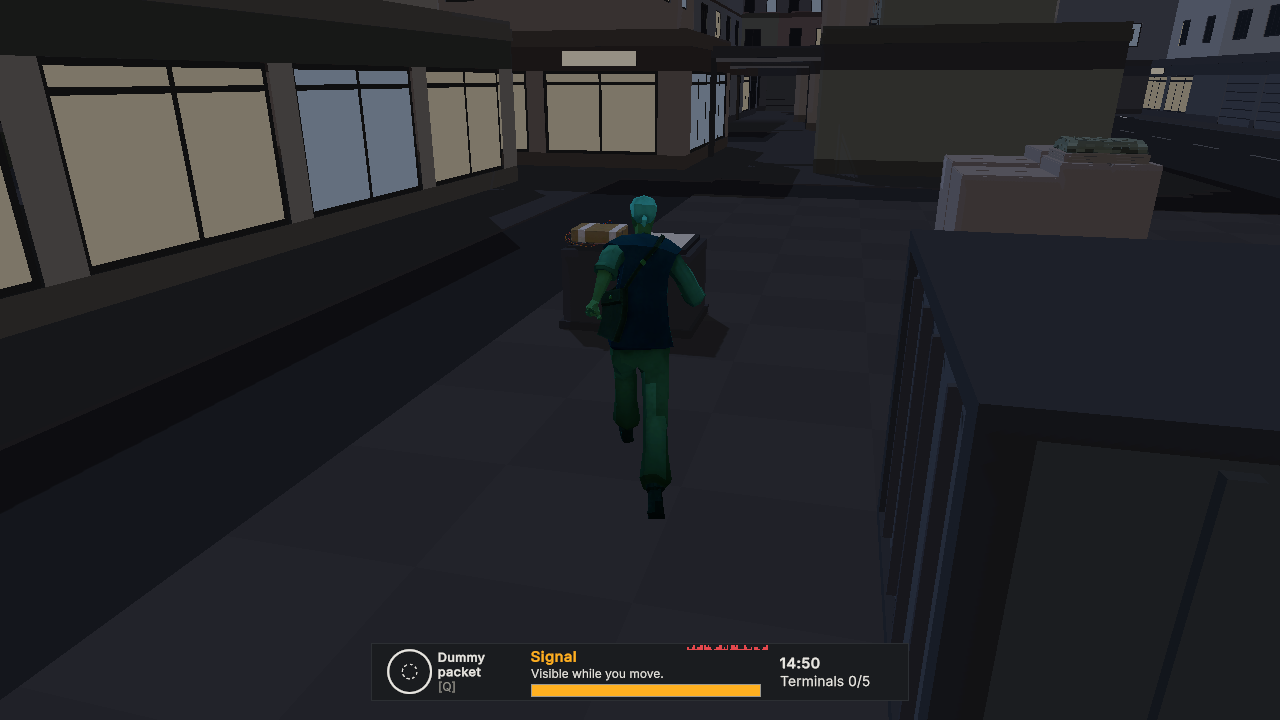 Dummy
packet
[Q]
Signal
Visible while you move.
14:50
Terminals 0/5